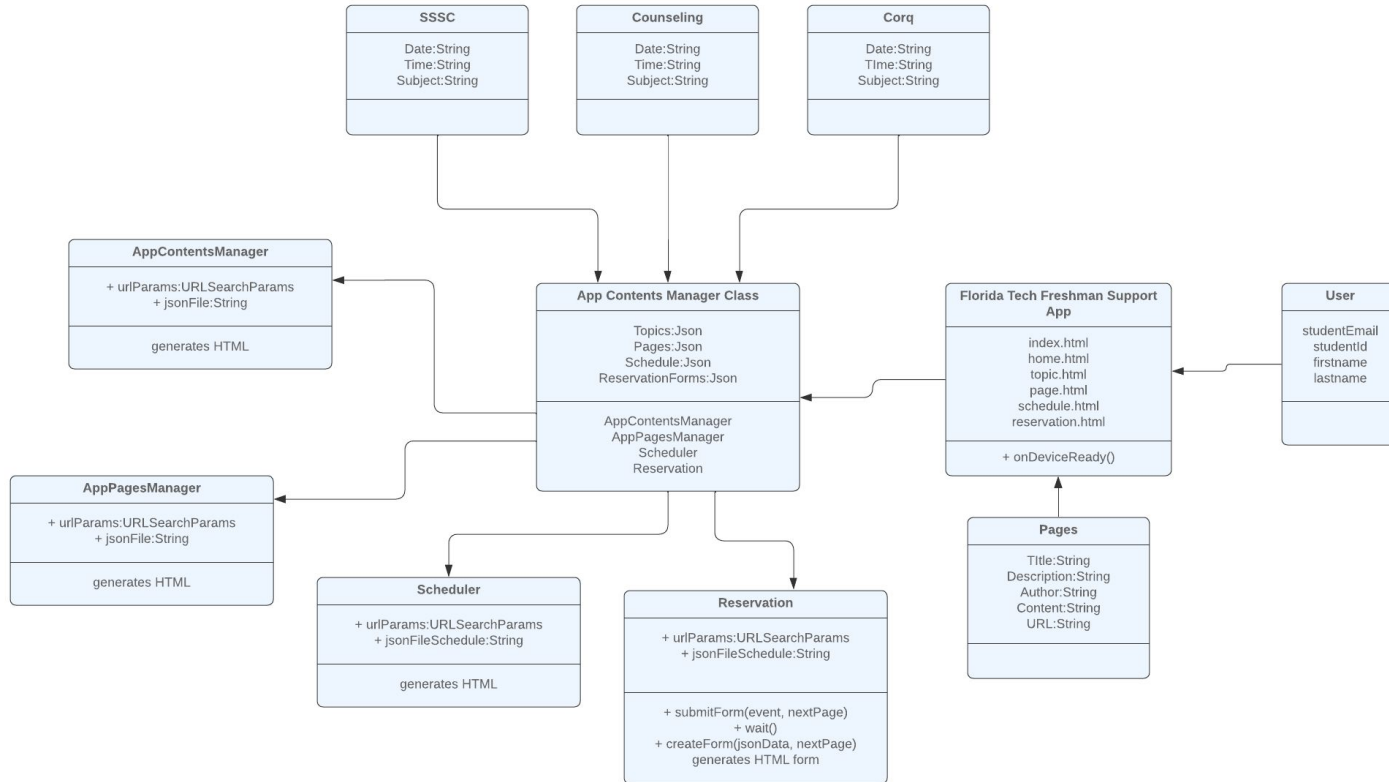 SSSC
Date:String
Time:String
Subject:String
Counseling
Date:String
Time:String
Subject:String
Corq
Date:String
TIme:String
Subject:String
AppContentsManager
+ urlParams:URLSearchParams
+ jsonFile:String
generates HTML
App Contents Manager Class
Topics:Json
Pages:Json
Schedule:Json
ReservationForms:Json
AppContentsManager
AppPagesManager
Scheduler
Reservation
Florida Tech Freshman Support
App
index.html
home.html
topic.html
page.html
schedule.html
reservation.html
+ onDeviceReady()
User
studentEmail
studentId
firstname
lastname
AppPagesManager
+ urlParams:URLSearchParams
+ jsonFile:String
generates HTML
Pages
TItle:String
Description:String
Author:String
Content:String
URL:String
Scheduler
+ urlParams:URLSearchParams
+ jsonFileSchedule:String
generates HTML
Reservation
+ urlParams:URLSearchParams
+ jsonFileSchedule:String
+ submitForm(event, nextPage)
+ wait()
+ createForm(jsonData, nextPage)
generates HTML form